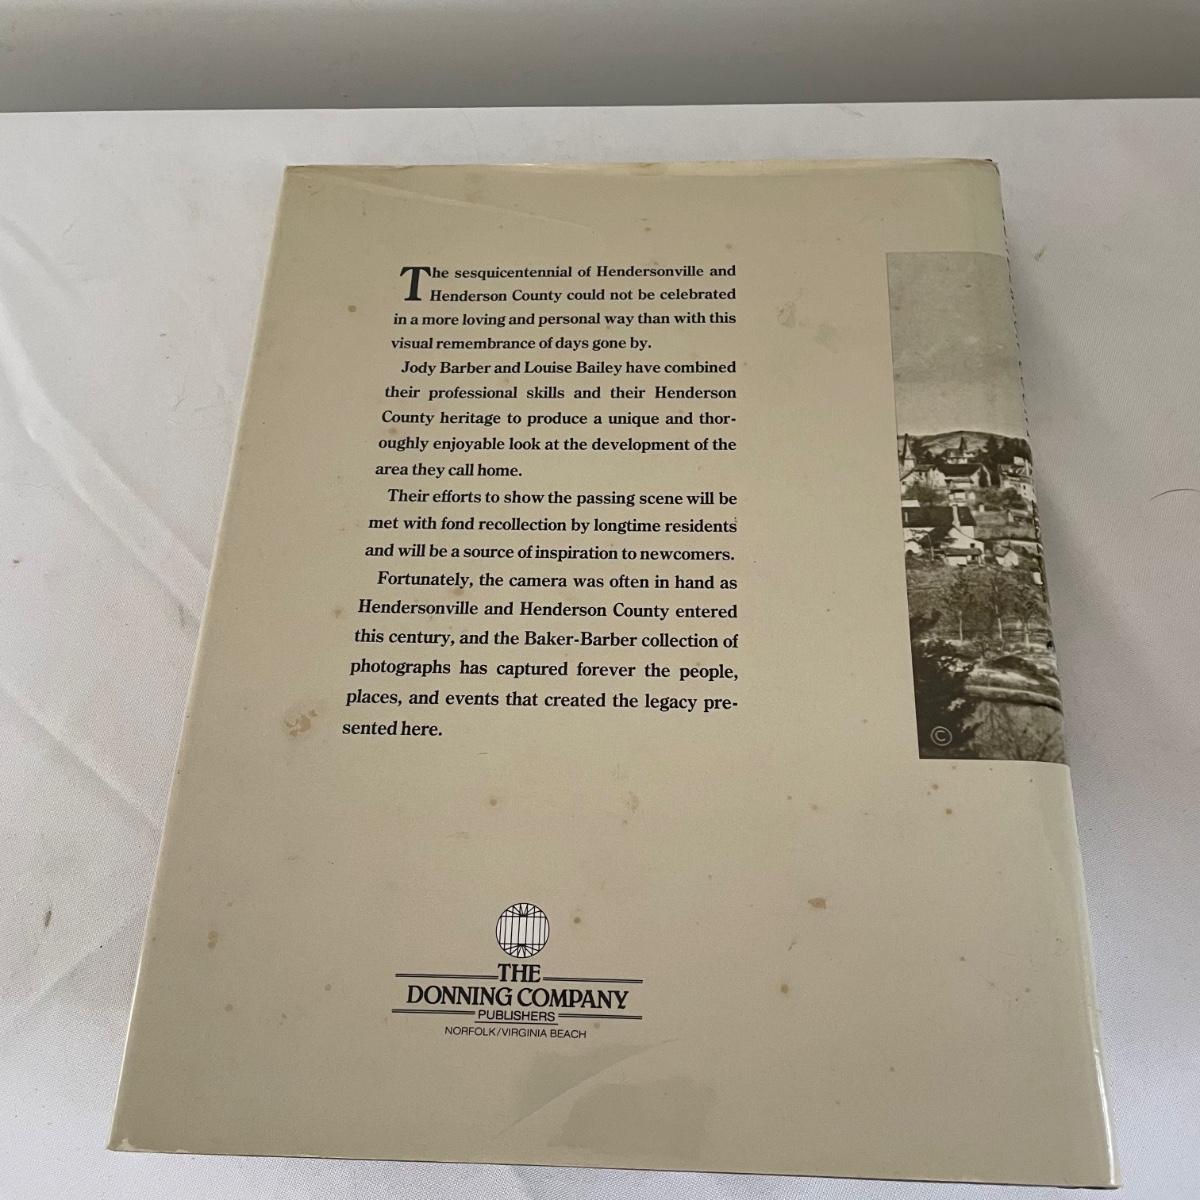 The sesquicentennial of Hendersonville and
Henderson County could not be celebrated
in a more loving and personal way than with this
visual remembrance of days gone by.
Jody Barber and Louise Bailey have combined
their professional skills and their Henderson
County heritage to produce a unique and thor-
oughly enjoyable look at the development of the
area they call home.
Their efforts to show the passing scene will be
met with fond recollection by longtime residents
and will be a source of inspiration to newcomers.
Fortunately, the camera was often in hand as
Hendersonville and Henderson County entered
this century, and the Baker-Barber collection of
photographs has captured forever the people,
places, and events that created the legacy pre-
sented here.
©
THE
DONNING COMPANY
PUBLISHERS
NORFOLK/VIRGINIA BEACH